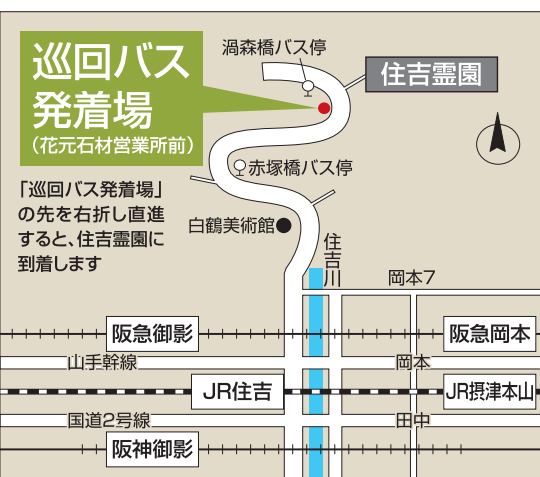 巡回バス
発着場
（花元石材営業所前）
渦森橋バス停
住吉霊園
赤塚橋バス停
「巡回バス発着場」
の先を右折し直進
すると、住吉霊園に
到着します
白鶴美術館
住吉川
岡本7
阪急御影
阪急岡本
山手幹線
岡本
JR住吉
JR摂津本山
国道2号線
田中
阪神御影